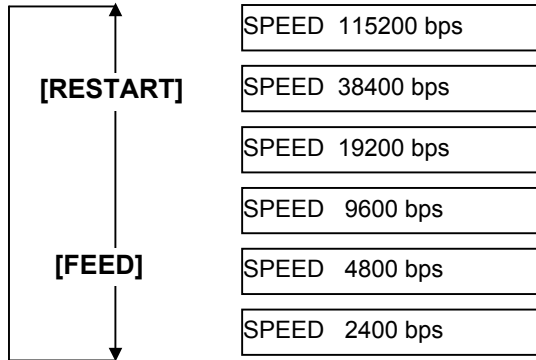 SPEED 115200 bps
[RESTART]
SPEED 38400 bps
SPEED 19200 bps
SPEED 9600 bps
[FEED]
SPEED 4800 bps
SPEED 2400 bps